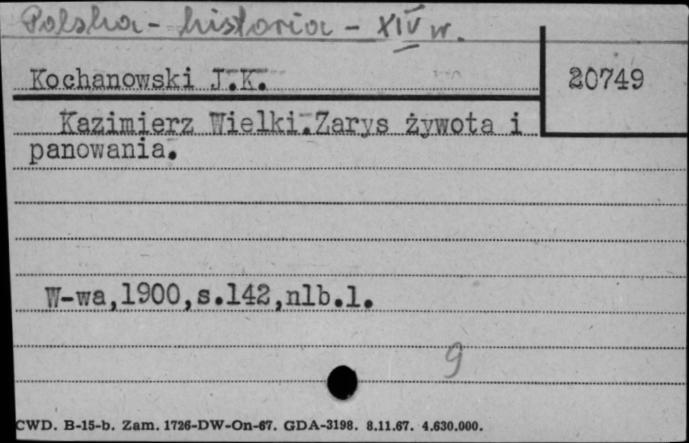 Polska - historia - XIV w.
Kochanowski J.K.
20749
Kazimierz Wielki.Zarys żywota i
panowania.
W-wa,1900,s.142,nlb.1.
9
CWD. B-15-b. Zam. 1726-DW-On-67. GDA-3198. 8.11.67. 4.630.000.